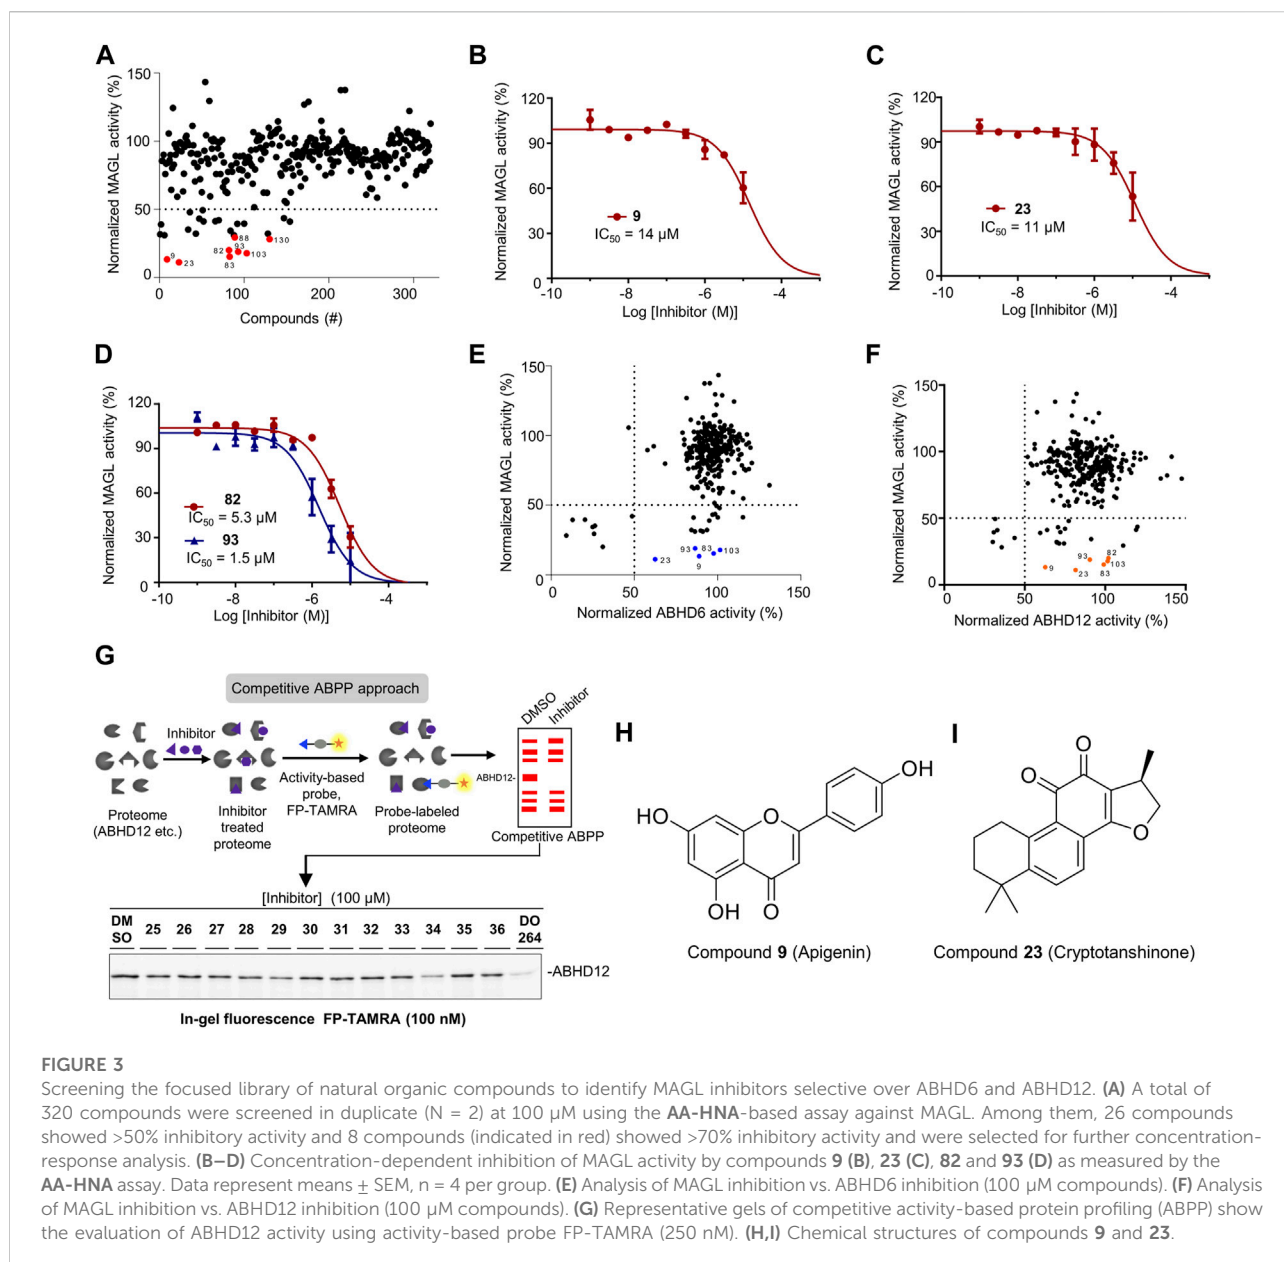 A
Normalized MAGL activity (%)
150
100
50
0
0
100
200
300
Compounds (#)
9
23
82
83
88
93
103
130
B
Normalized MAGL activity (%)
120
90
60
30
0
-10
-8
-6
-4
Log [Inhibitor (M)]
9
IC50 = 14 µM
C
Normalized MAGL activity (%)
120
90
60
30
0
-10
-8
-6
-4
Log [Inhibitor (M)]
23
IC50 = 11 µM
D
Normalized MAGL activity (%)
120
90
60
30
0
-10
-8
-6
-4
-2
Log [Inhibitor (M)]
82
IC50 = 5.3 µM
93
IC50 = 1.5 µM
E
Normalized MAGL activity (%)
150
100
50
0
50
100
150
Normalized ABHD6 activity (%)
23
93
83
103
9
F
Normalized MAGL activity (%)
150
100
50
0
0
50
100
150
Normalized ABHD12 activity (%)
9
93
82
103
23
83
G
Competitive ABPP approach
Inhibitor
Proteome
(ABHD12 etc.)
Inhibitor
treated
proteome
Activity-based
probe,
FP-TAMRA
Probe-labeled
proteome
DMSO
Inhibitor
ABHD12-
Competitive ABPP
[Inhibitor] (100 µM)
DM
SO
25 26 27 28 29 30 31 32 33 34 35 36
DO
264
-ABHD12
In-gel fluorescence FP-TAMRA (100 nM)
H
HO
O
OH
OH
O
Compound 9 (Apigenin)
I
O
O
O
Compound 23 (Cryptotanshinone)
FIGURE 3
Screening the focused library of natural organic compounds to identify MAGL inhibitors selective over ABHD6 and ABHD12. (A) A total of
320 compounds were screened in duplicate (N = 2) at 100 µM using the AA-HNA-based assay against MAGL. Among them, 26 compounds
showed >50% inhibitory activity and 8 compounds (indicated in red) showed >70% inhibitory activity and were selected for further concentration-
response analysis. (B–D) Concentration-dependent inhibition of MAGL activity by compounds 9 (B), 23 (C), 82 and 93 (D) as measured by the
AA-HNA assay. Data represent means ± SEM, n = 4 per group. (E) Analysis of MAGL inhibition vs. ABHD6 inhibition (100 µM compounds). (F) Analysis
of MAGL inhibition vs. ABHD12 inhibition (100 µM compounds). (G) Representative gels of competitive activity-based protein profiling (ABPP) show
the evaluation of ABHD12 activity using activity-based probe FP-TAMRA (250 nM). (H,I) Chemical structures of compounds 9 and 23.